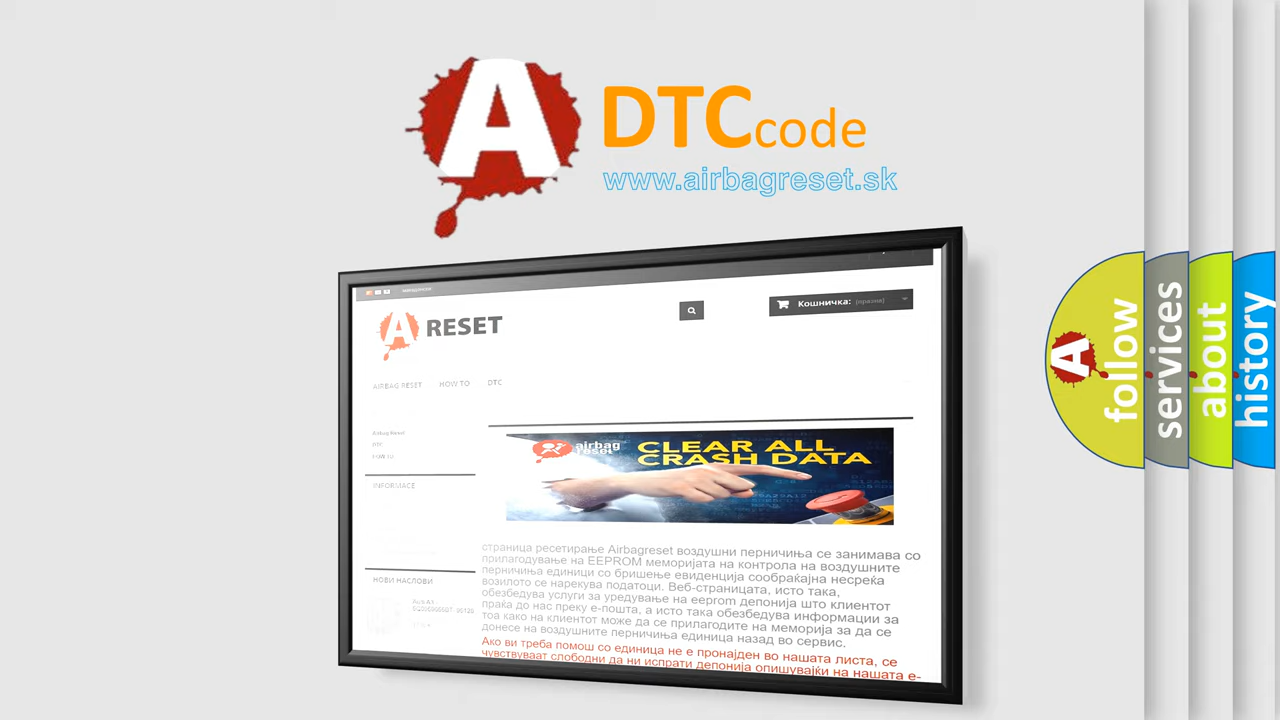 A DTCcode
www.airbagreset.sk
A RESET
Кошничка: (празна)
AIRBAG RESET HOW TO DTC
Airbag Reset
DTC
HOW TO
INFORMACE
НОВИ НАСЛОВИ
airbag reset
CLEAR ALL
CRASH DATA
страница ресетирање Airbagreset воздушни перничиња се занимава со
прилагодување на EEPROM меморијата на контрола на воздушните
перничиња единици со бришење евиденција сообраќајна несреќа
возилото се нарекува податоци. Веб-страницата, исто така,
обезбедува услуги за уредување на eeprom депонија што клиентот
праќа до нас преку е-пошта, а исто така обезбедува информации за
тоа како на клиентот може да се прилагодите на меморија за да се
донесе на воздушните перничиња единица назад во сервис.
Ако ви треба помош со единица не е пронајден во нашата листа, се
чувствуваат слободни да ни испрати депонија опишувајќи на нашата е-
A follow
services
about
history